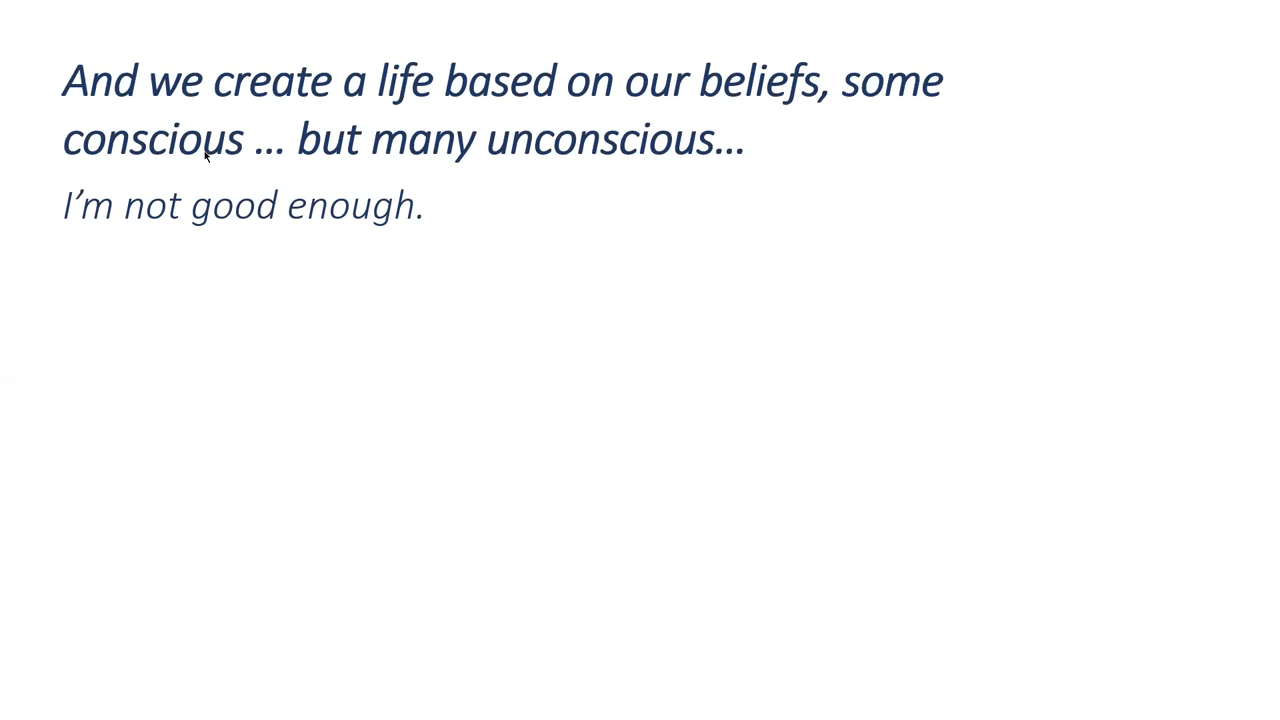 And we create a life based on our beliefs, some
conscious ... but many unconscious...
I’m not good enough.